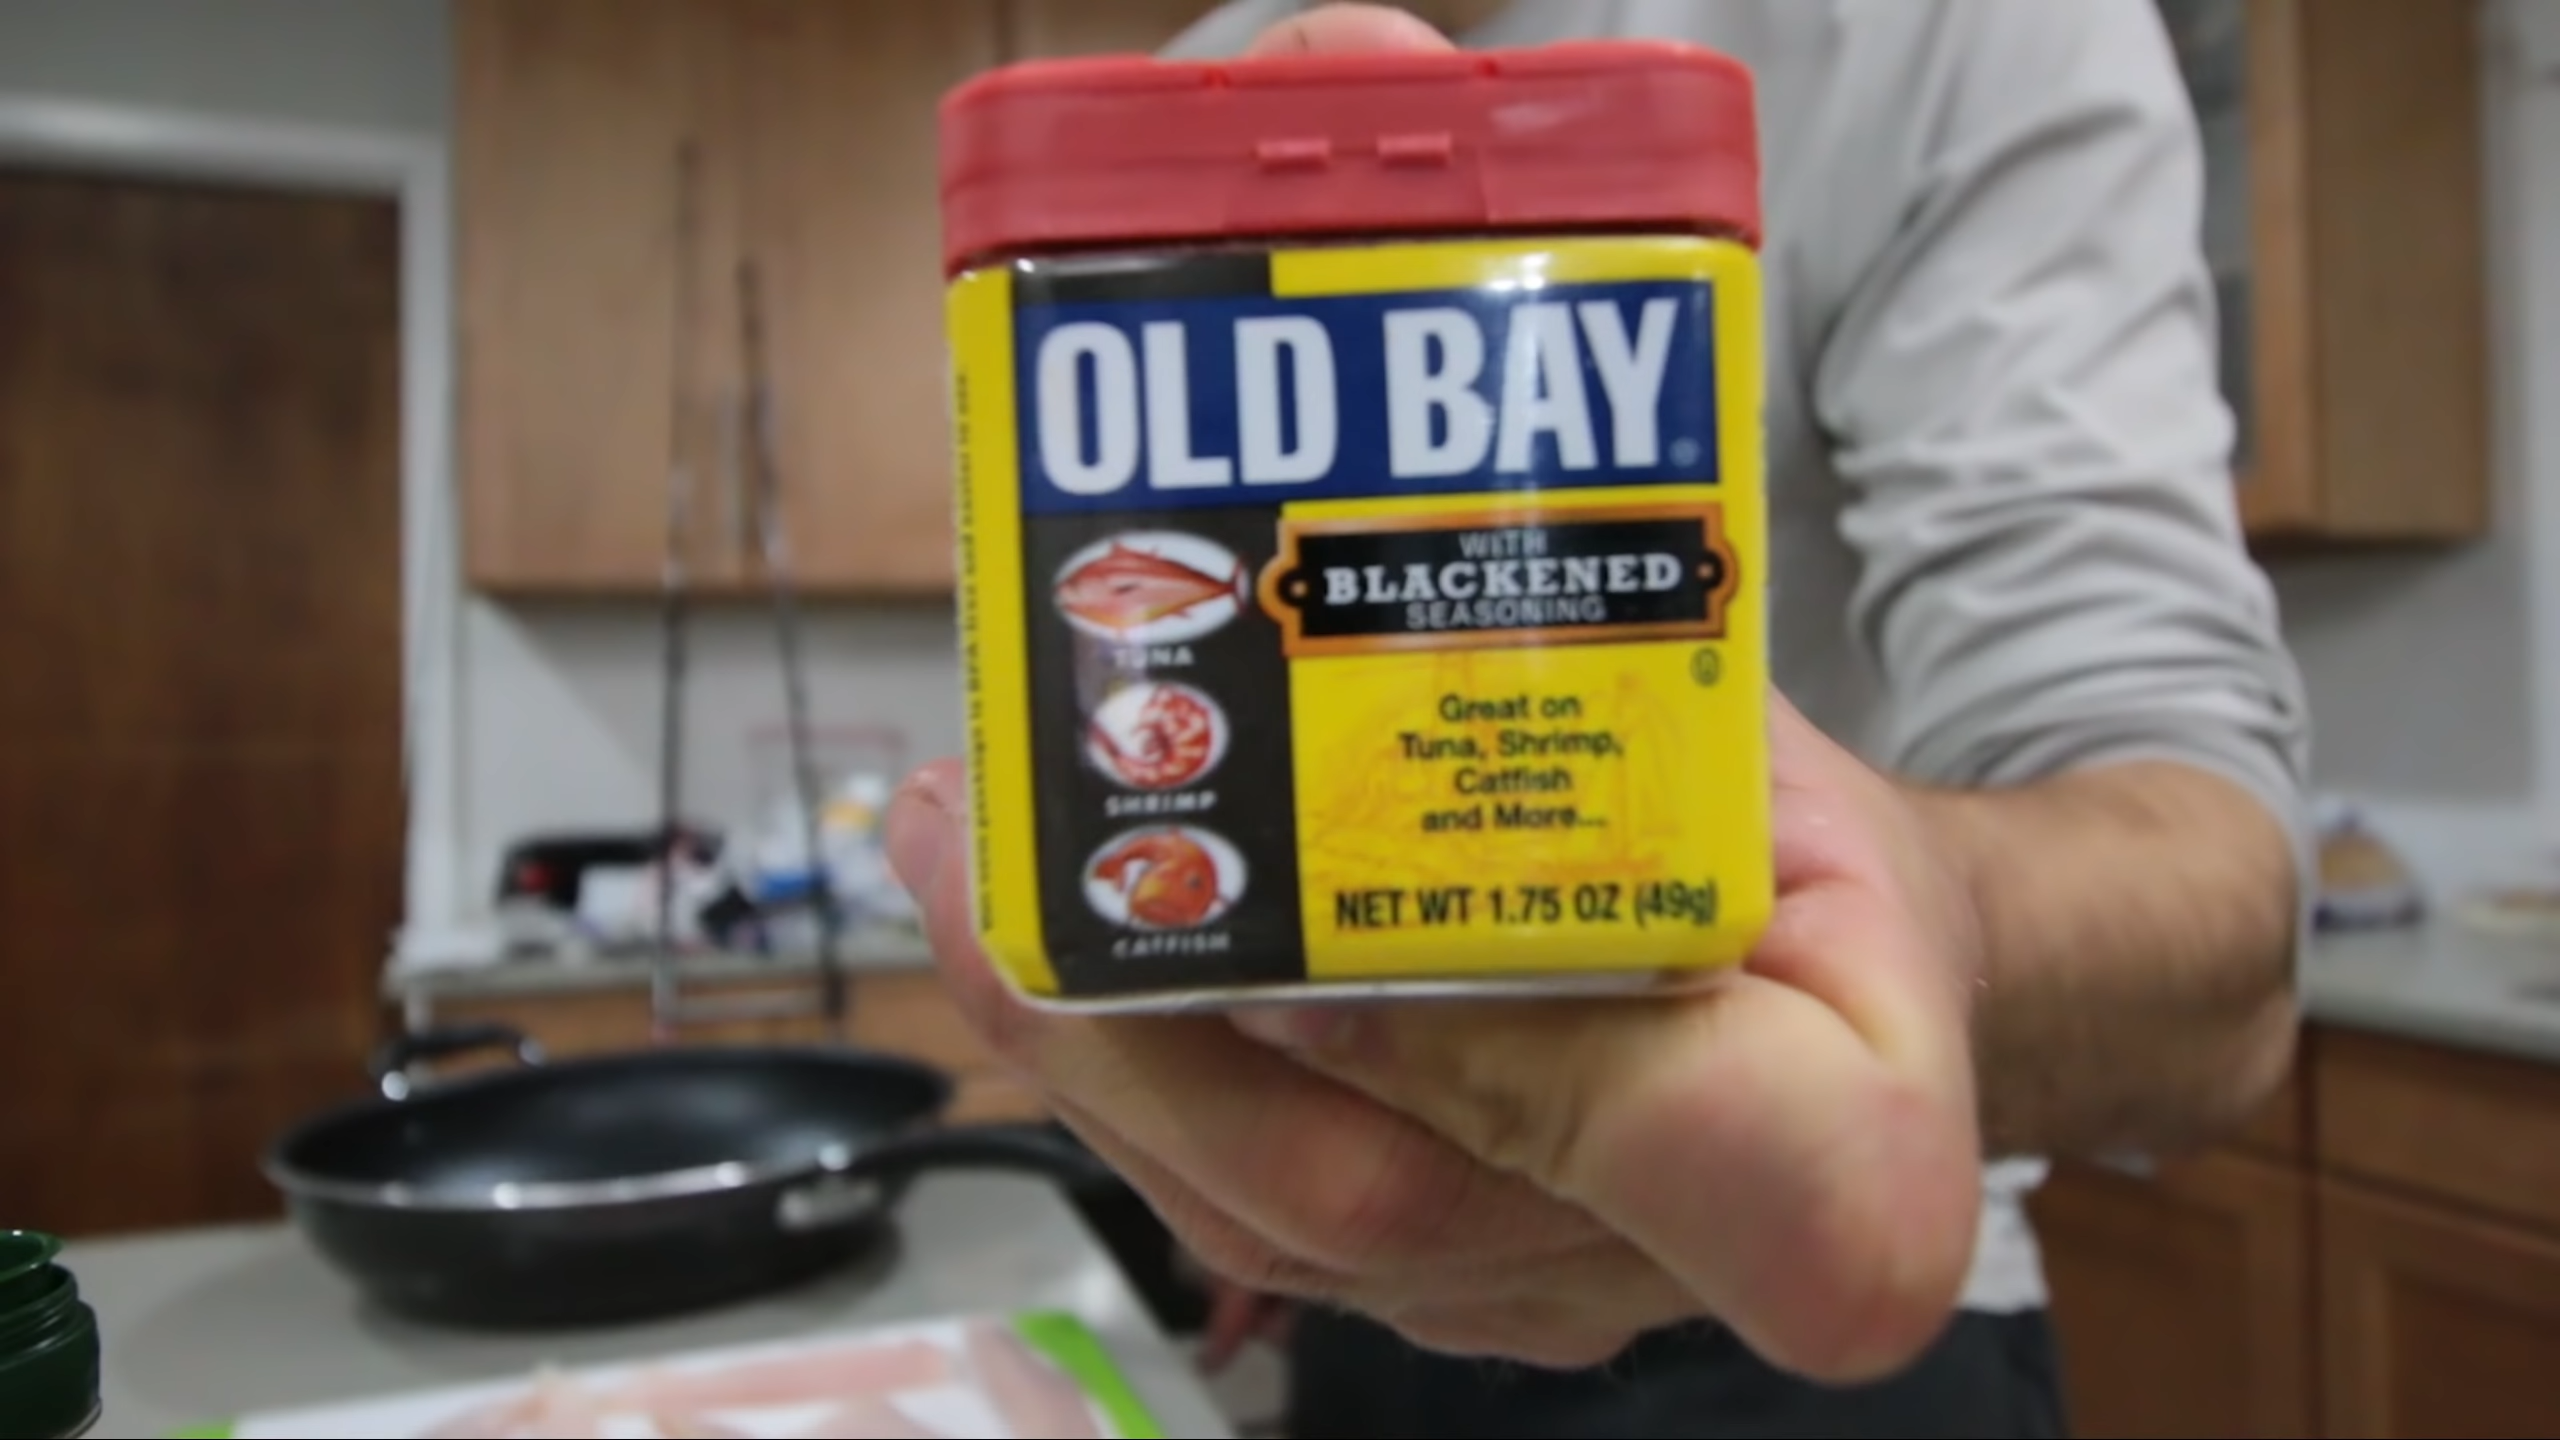 OLD BAY®
WITH
BLACKENED
SEASONING
TUNA
SHRIMP
CATFISH
Great on
Tuna, Shrimp,
Catfish
and More...
NET WT 1.75 OZ (49g)